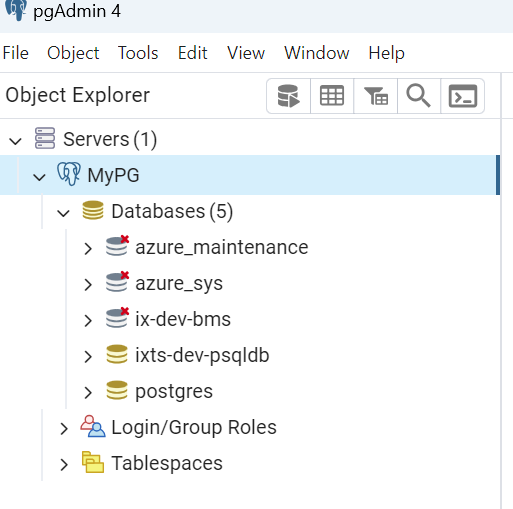 pgAdmin 4
File Object Tools Edit View Window Help
Object Explorer
Servers (1)
MyPG
Databases (5)
azure_maintenance
azure_sys
ix-dev-bms
ixts-dev-psqldb
postgres
Login/Group Roles
Tablespaces